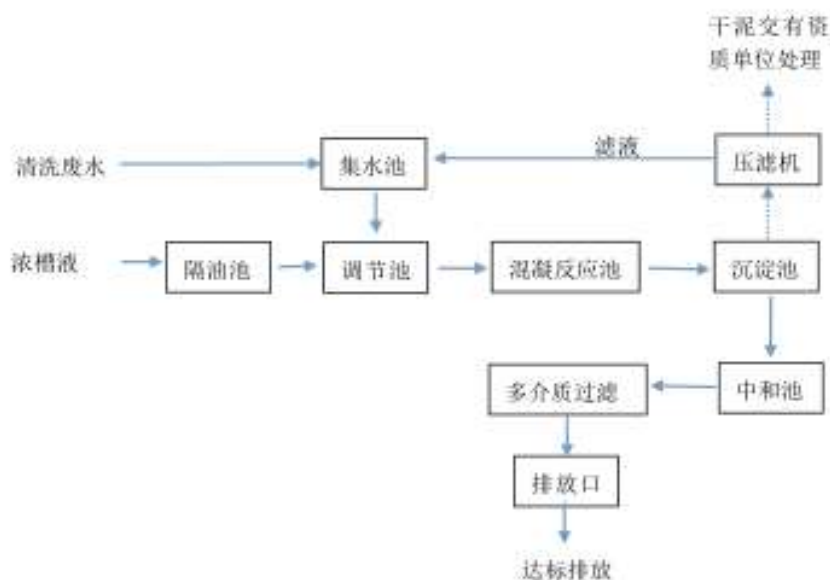 干泥交有资
质单位处理
清洗废水
集水池
滤液
压滤机
浓槽液
隔油池
调节池
混凝反应池
沉淀池
多介质过滤
中和池
排放口
达标排放